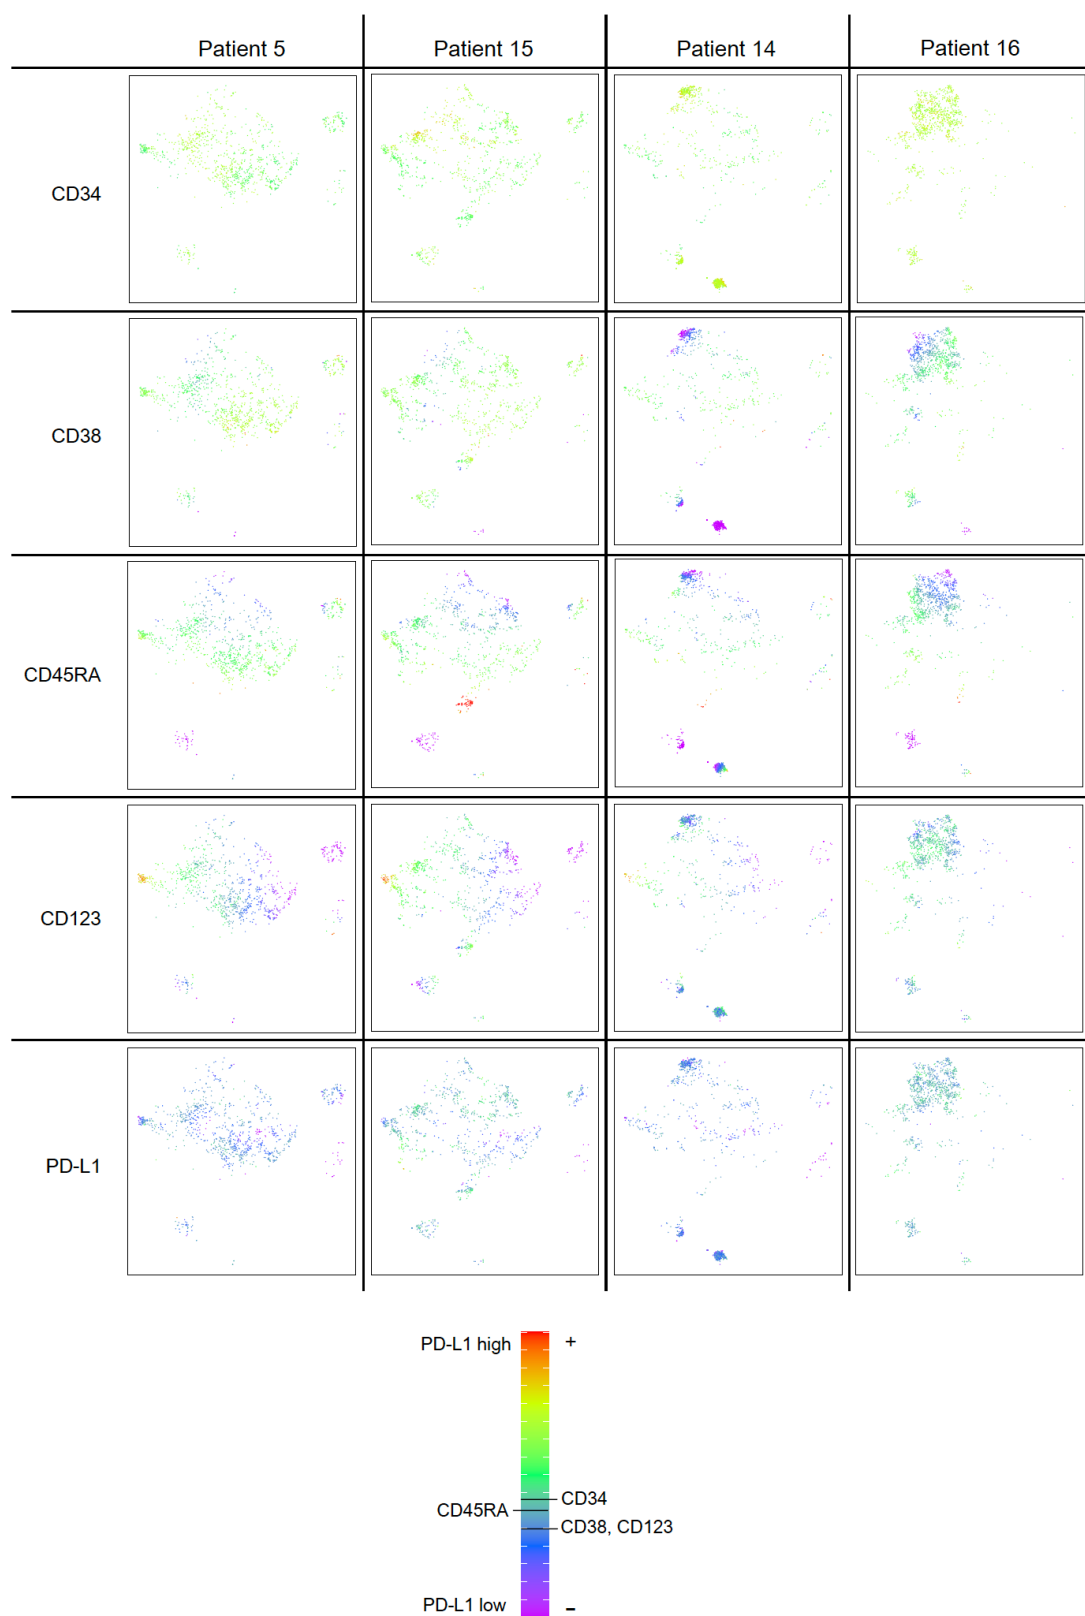 Patient 5 Patient 15 Patient 14 Patient 16
CD34
CD38
CD45RA
CD123
PD-L1
PD-L1 high +
CD34
CD45RA
CD38, CD123
PD-L1 low −